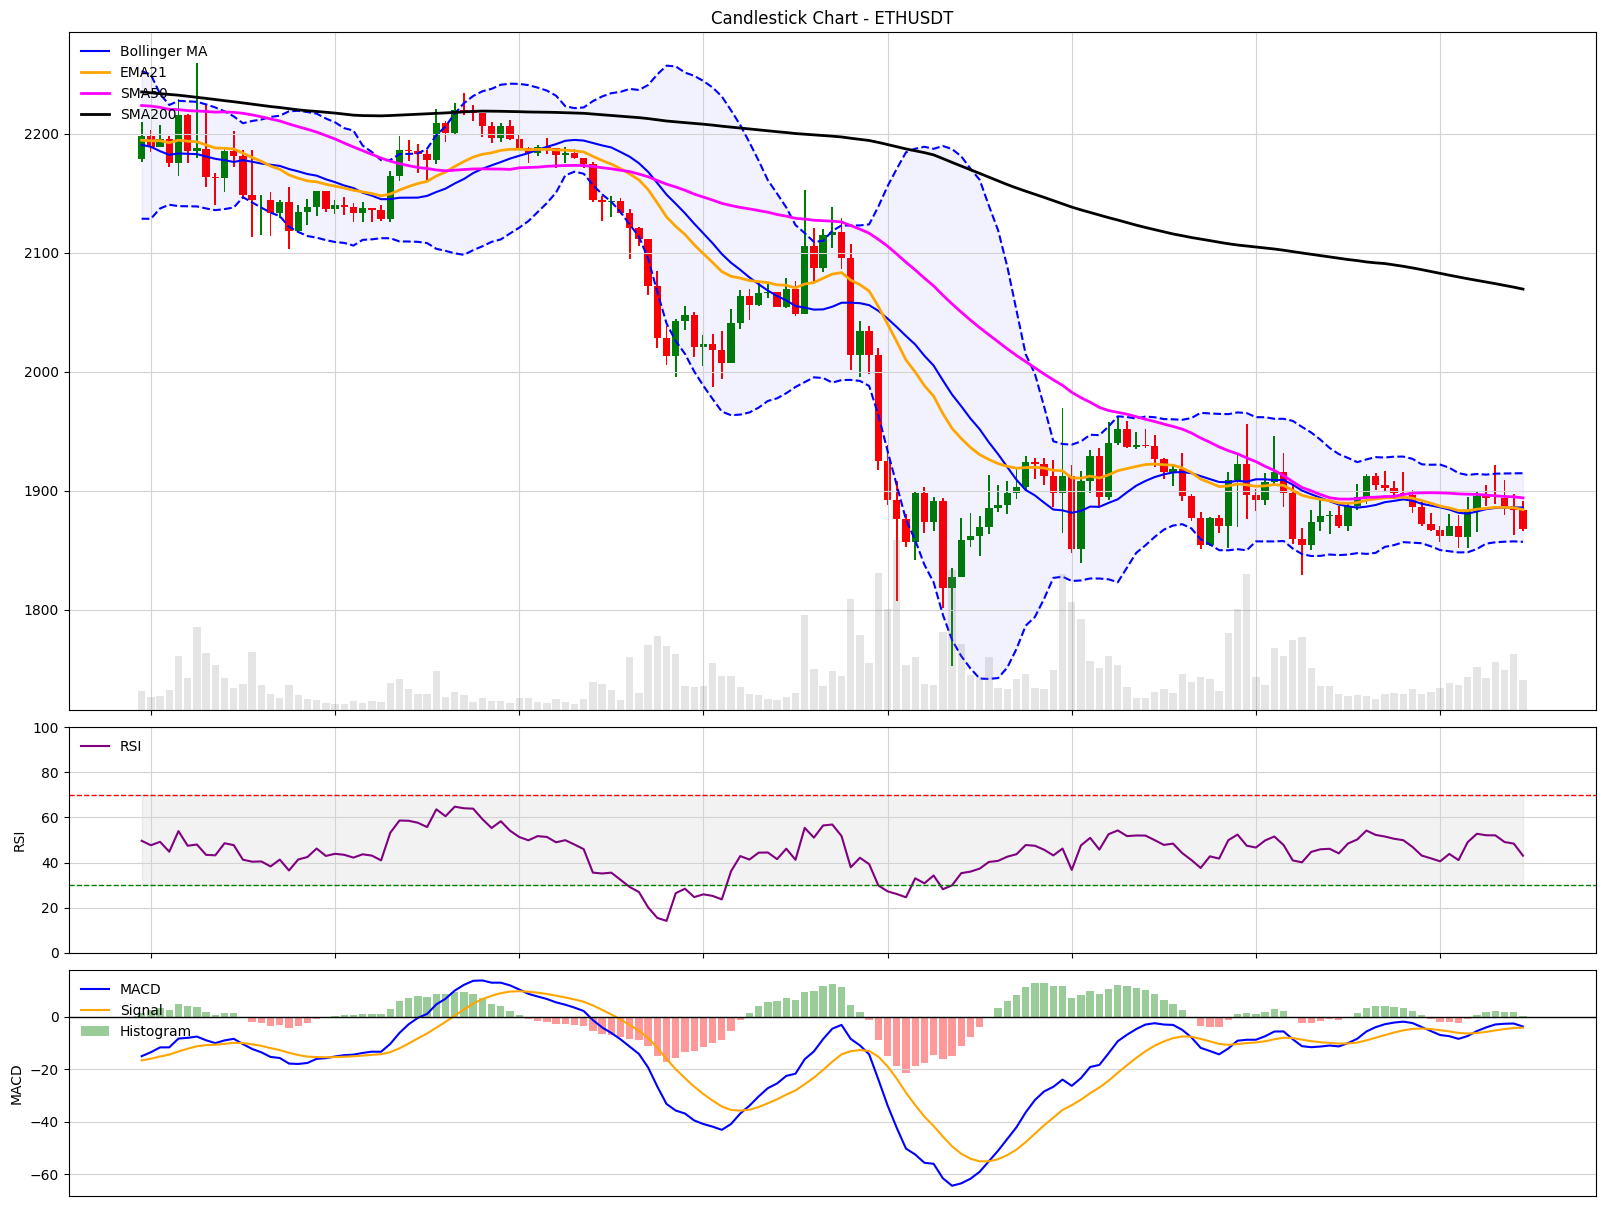 Candlestick Chart - ETHUSDT
Bollinger MA
EMA21
SMA50
SMA200
2200
2100
2000
1900
1800
100
80
60
40
20
0
RSI
RSI
MACD
Signal
Histogram
0
−20
−40
−60
MACD